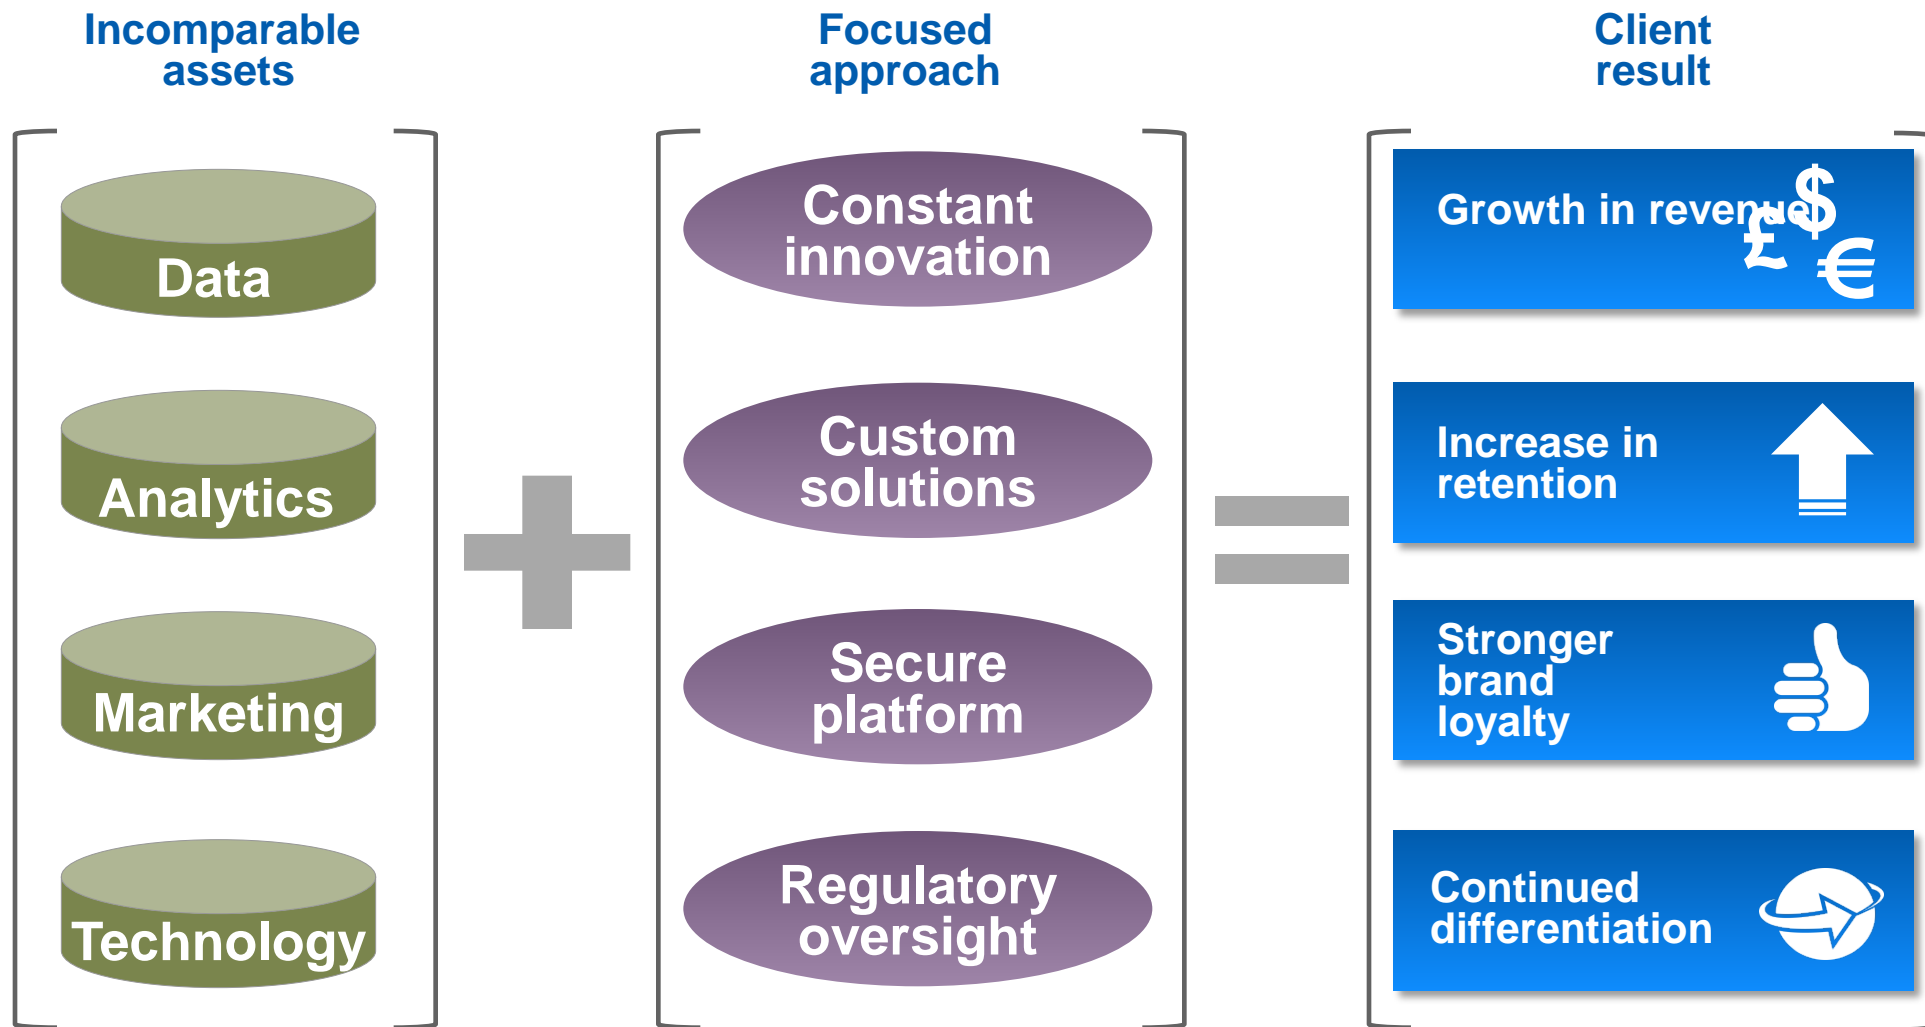 Incomparable
assets
Data
Analytics
Marketing
Technology
Focused
approach
Constant
innovation
Custom
solutions
Secure
platform
Regulatory
oversight
Client
result
Growth in revenue
$
£
€
Increase in
retention
Stronger
brand
loyalty
Continued
differentiation